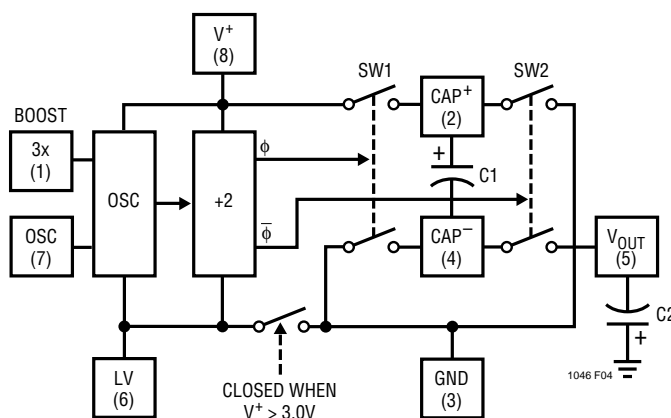 V+
(8)
SW1
SW2
BOOST
3x
(1)
OSC
+2
ϕ
ϕ̅
CAP+
(2)
+
C1
CAP−
(4)
OSC
(7)
VOUT
(5)
C2
+
LV
(6)
CLOSED WHEN
V+ > 3.0V
GND
(3)
1046 F04